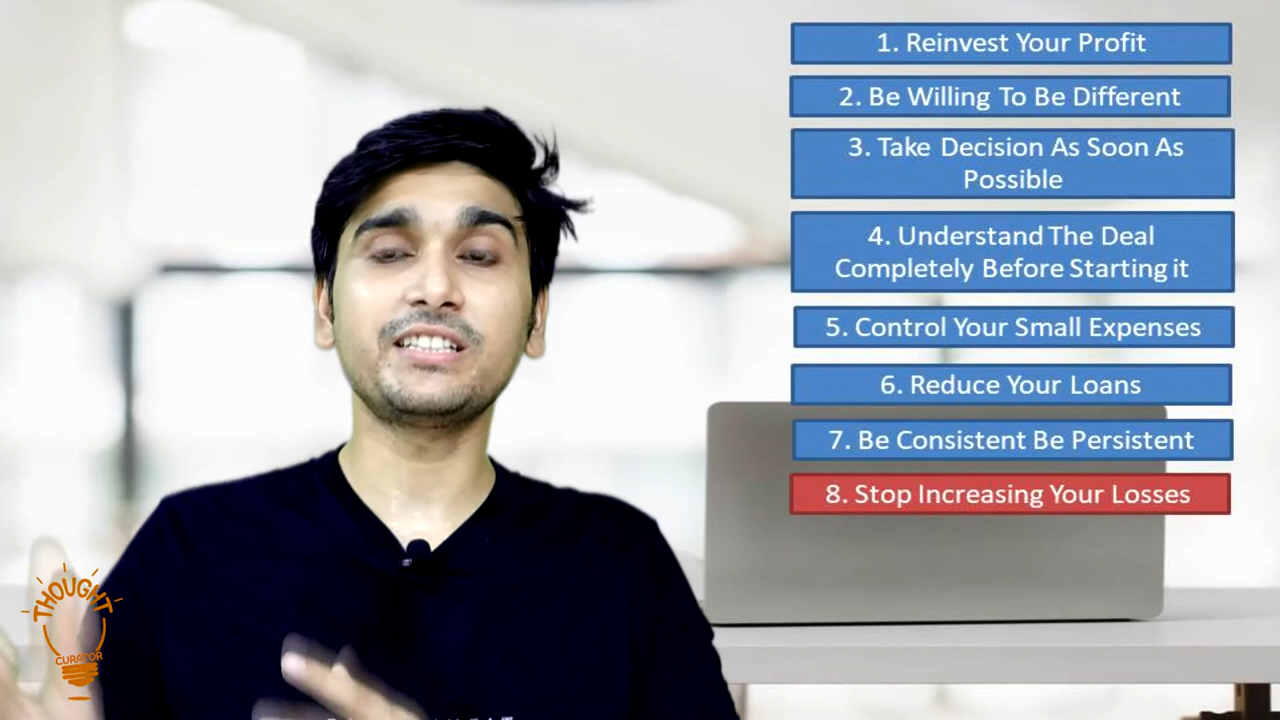 1. Reinvest Your Profit
2. Be Willing To Be Different
3. Take Decision As Soon As
Possible
4. Understand The Deal
Completely Before Starting it
5. Control Your Small Expenses
6. Reduce Your Loans
7. Be Consistent Be Persistent
8. Stop Increasing Your Losses
THOUGHT
CURATOR